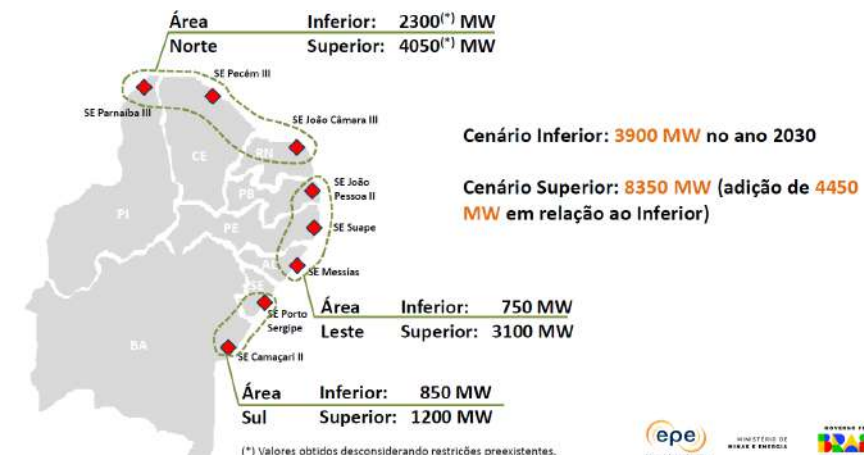 Área Inferior: 2300(*) MW
Norte Superior: 4050(*) MW
SE Pecém III
SE Parnaíba III
SE João Câmara III
Cenário Inferior: 3900 MW no ano 2030
CE
RN
SE João
Pessoa II
PB
Cenário Superior: 8350 MW (adição de 4450
MW em relação ao Inferior)
PI
PE
SE Suape
AL
SE Messias
SE
SE Porto
Sergipe
Área Inferior: 750 MW
Leste Superior: 3100 MW
BA
SE Camaçari II
Área Inferior: 850 MW
Sul Superior: 1200 MW
(*) Valores obtidos desconsiderando restrições preexistentes.
epe
MINISTÉRIO DE
MINAS E ENERGIA